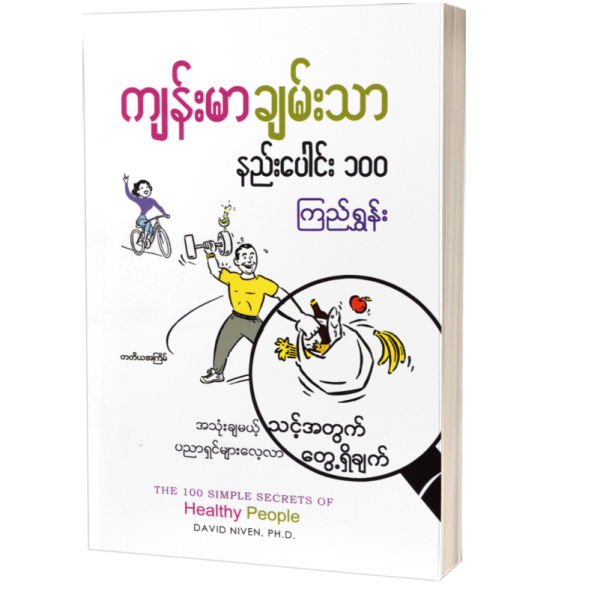 ကျန်းမာချမ်းသာ
နည်းပေါင်း ၁၀၀
ကြည်ရွှန်း
တတိယအကြိမ်
အသုံးချမယ့် သင့်အတွက်
ပညာရှင်များလေ့လာ တွေ့ရှိချက်
THE 100 SIMPLE SECRETS OF
Healthy People
DAVID NIVEN, PH.D.